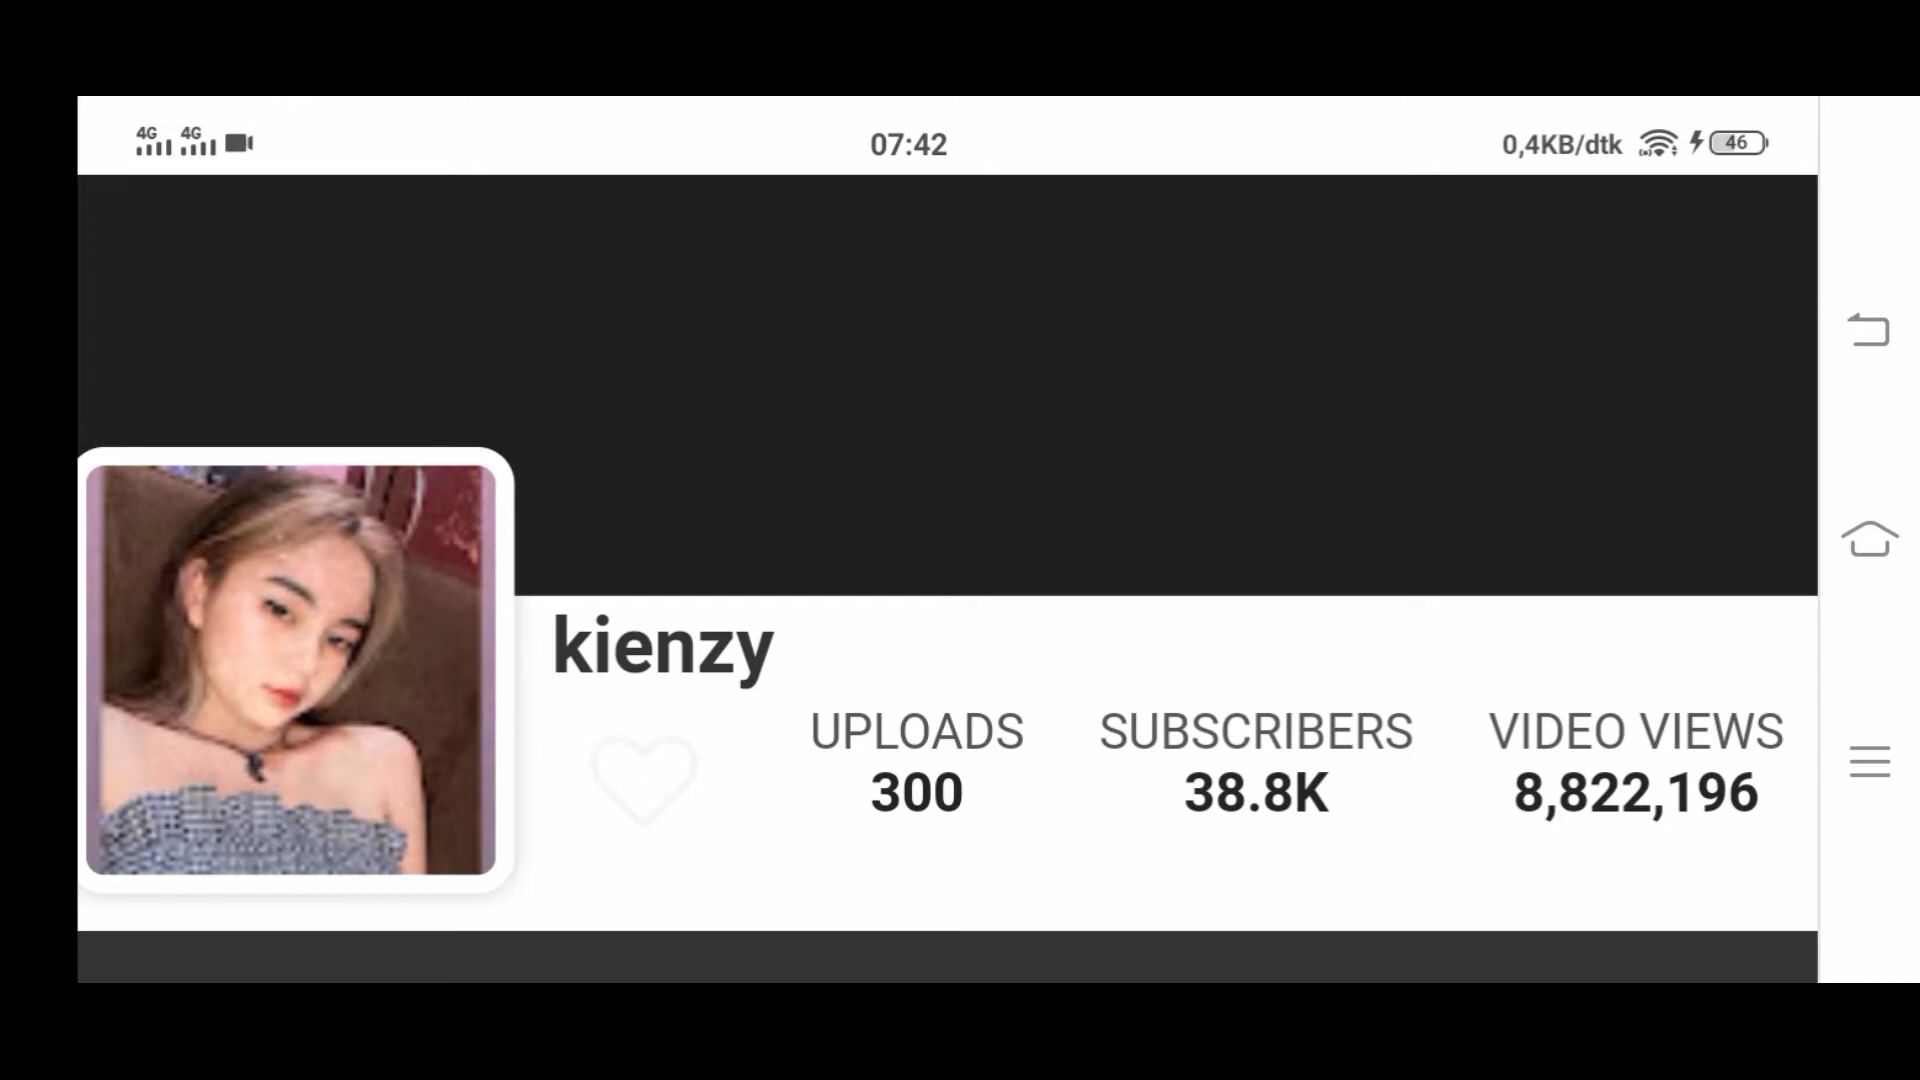 4G 4G 07:42 0,4KB/dtk 46
kienzy
UPLOADS SUBSCRIBERS VIDEO VIEWS
300 38.8K 8,822,196